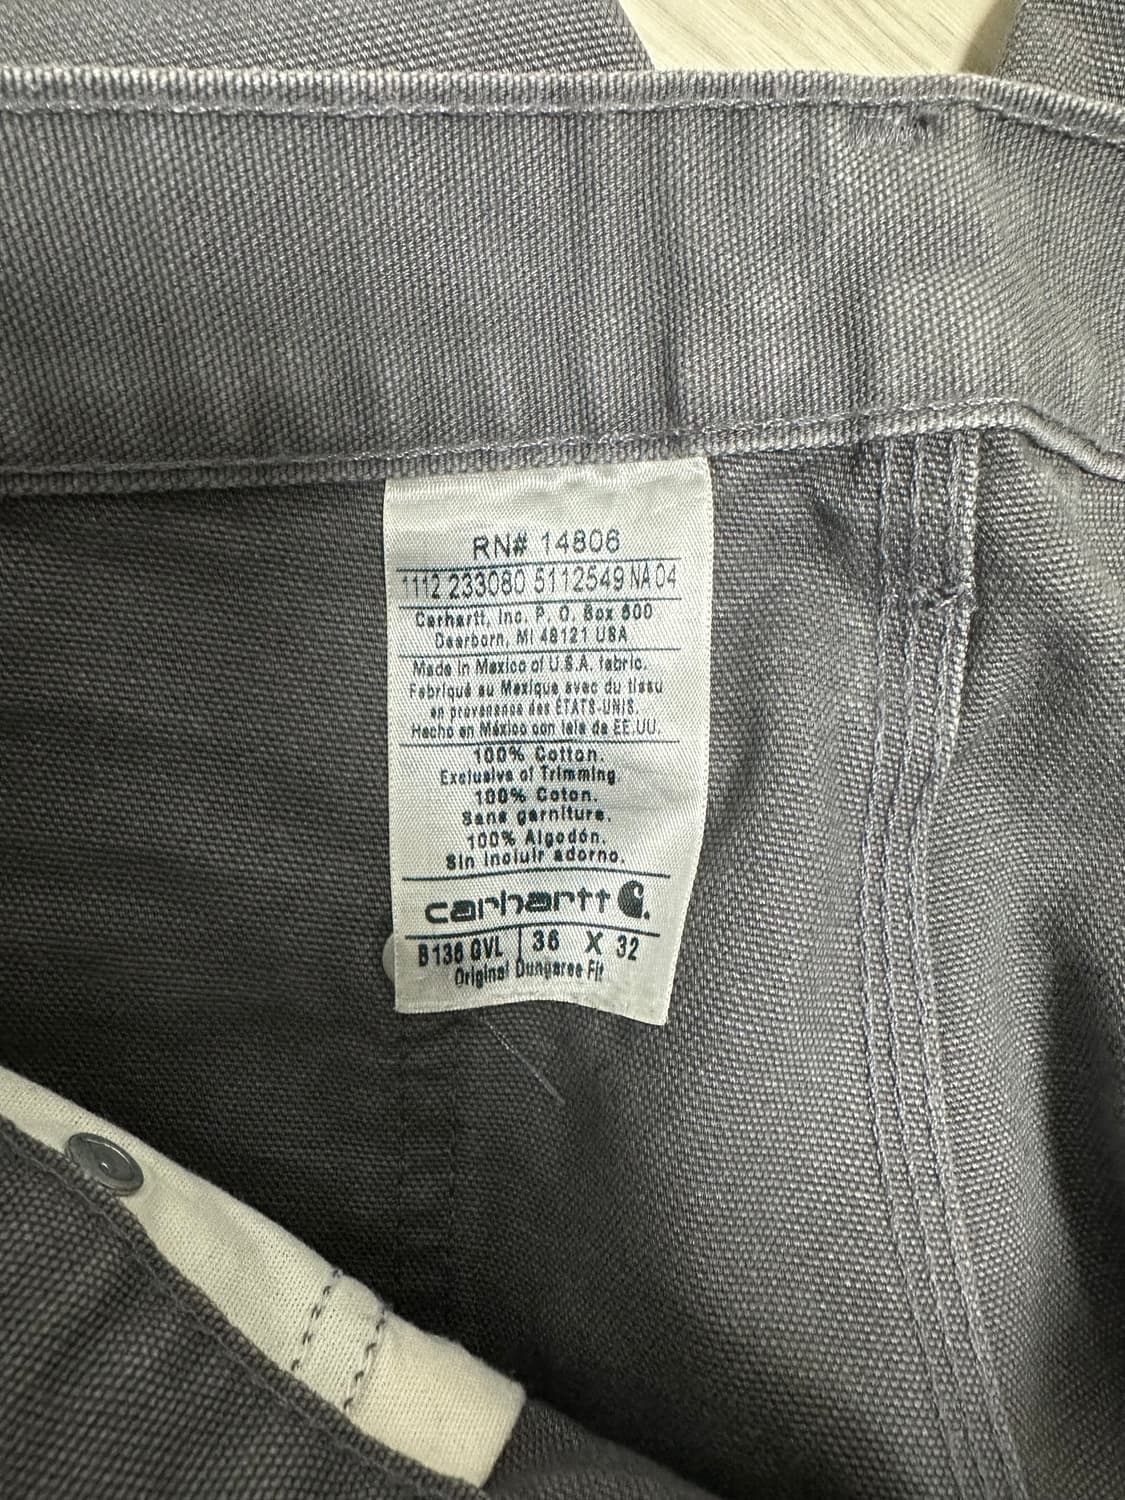 RN# 14806
1112 233080 5112549 NA 04
Carhartt, Inc. P. O. Box 600
Dearborn, MI 48121 USA
Made in Mexico of U.S.A. fabric.
Fabriqué au Mexique avec du tissu
en provenance des ÉTATS-UNIS.
Hecho en México con tela de EE.UU.
100% Cotton.
Exclusive of Trimming.
100% Coton.
Sans garniture.
100% Algodón.
Sin incluir adorno.
carhartt
B136 GVL 36 X 32
Original Dungaree Fit